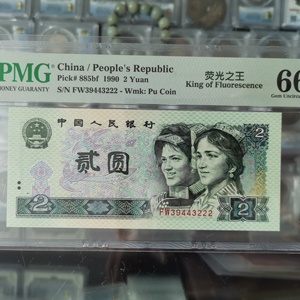 PMG
MONEY GUARANTY
China / People's Republic
Pick# 885bf 1990 2 Yuan
S/N FW39443222 - Wmk: Pu Coin
荧光之王
King of Fluorescence
66
Gem Uncirc
中国人民银行
2
贰圆
2
2
FW39443222